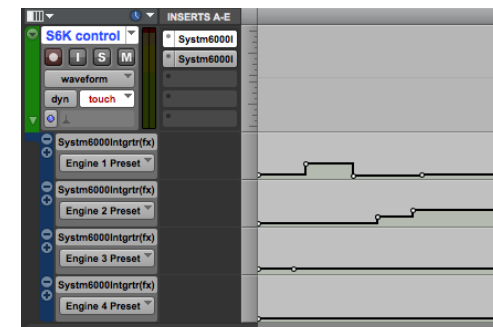 INSERTS A-E
S6K control
Systm6000I
I S M
Systm6000I
waveform
dyn touch
Systm6000Intgrtr(fx)
Engine 1 Preset
Systm6000Intgrtr(fx)
Engine 2 Preset
Systm6000Intgrtr(fx)
Engine 3 Preset
Systm6000Intgrtr(fx)
Engine 4 Preset